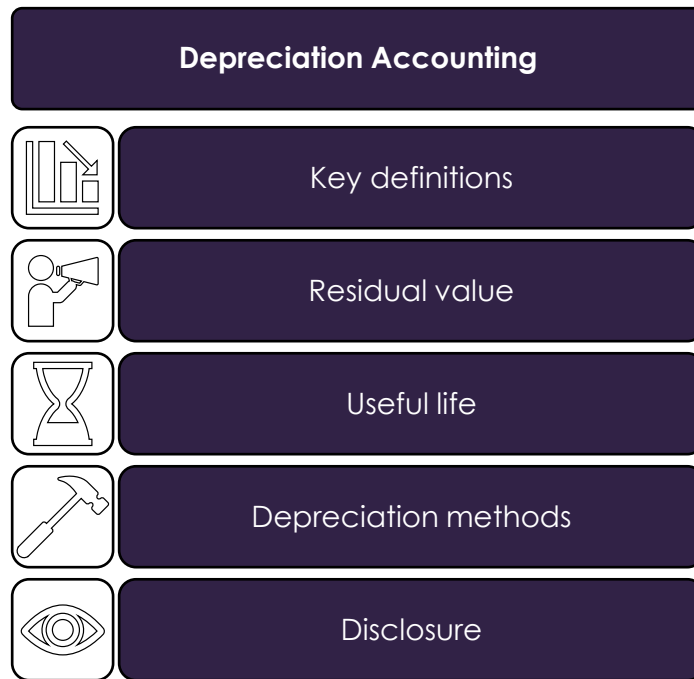 Depreciation Accounting
Key definitions
Residual value
Useful life
Depreciation methods
Disclosure